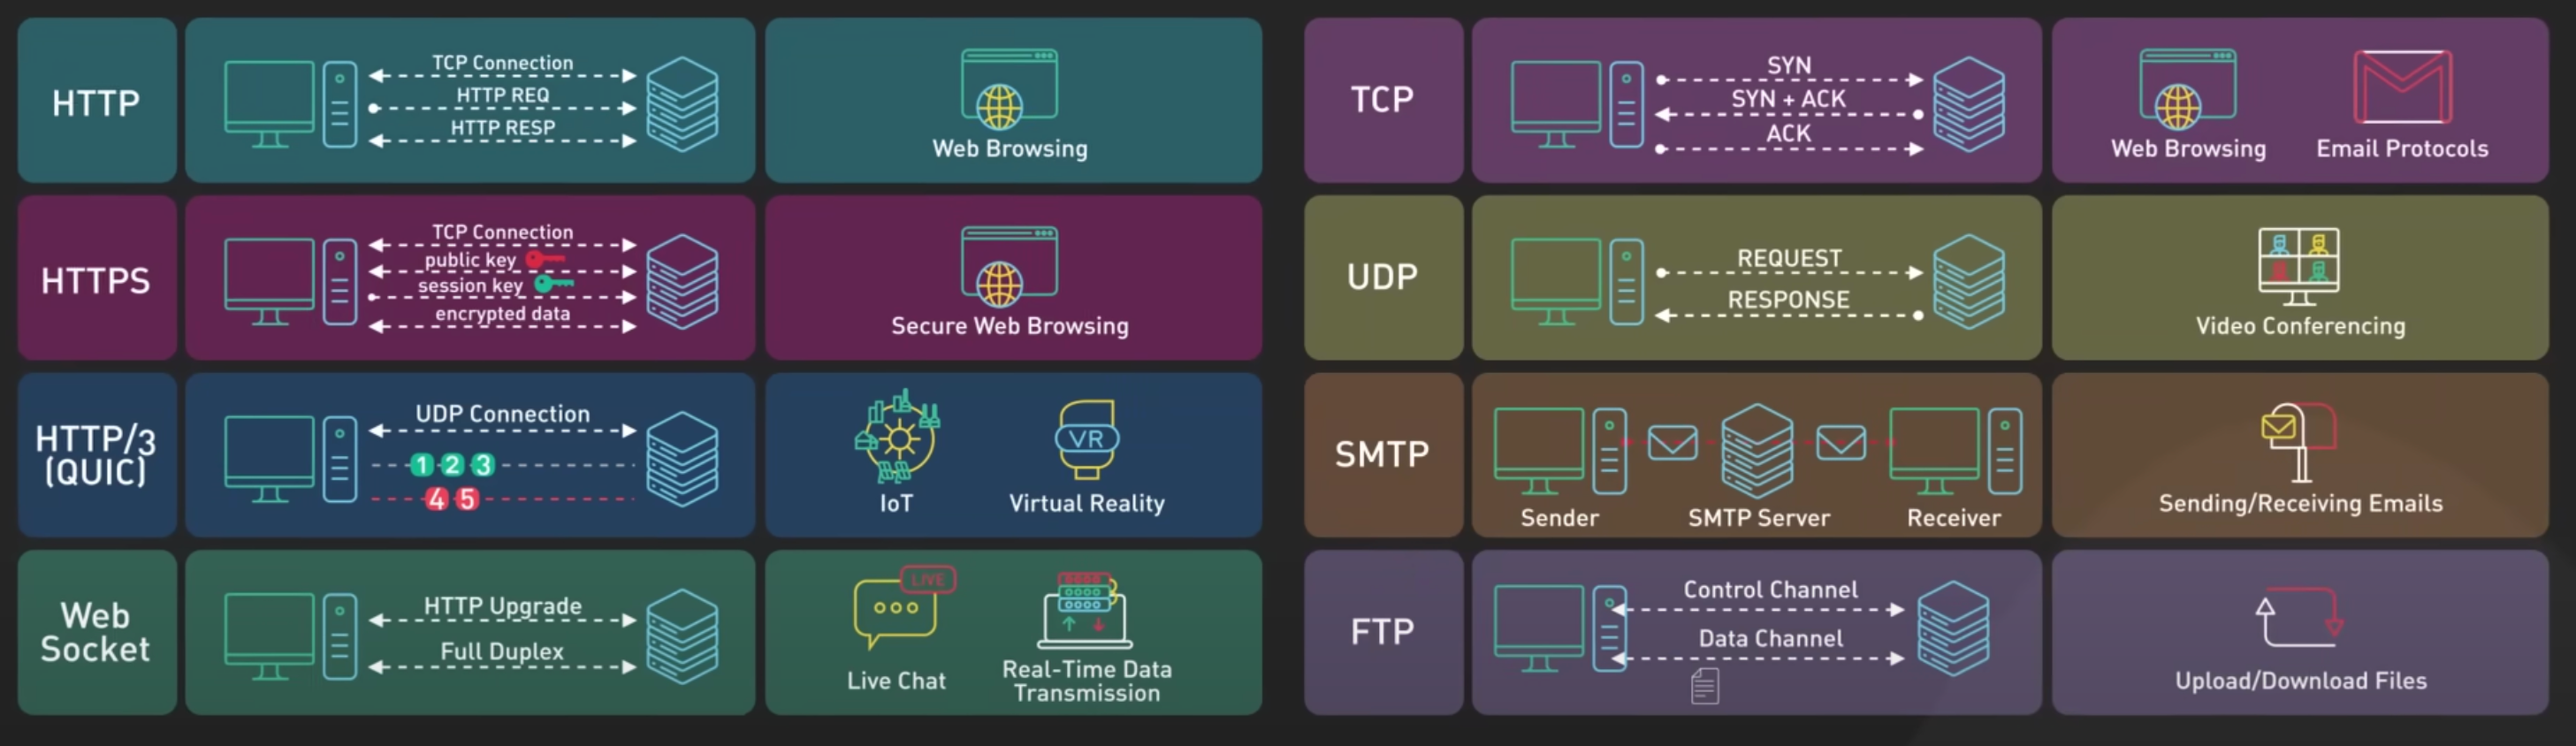 HTTP
TCP Connection
HTTP REQ
HTTP RESP
Web Browsing
HTTPS
TCP Connection
public key
session key
encrypted data
Secure Web Browsing
HTTP/3
(QUIC)
UDP Connection
1 2 3
4 5
IoT
VR
Virtual Reality
Web
Socket
HTTP Upgrade
Full Duplex
LIVE
Live Chat
Real-Time Data
Transmission
TCP
SYN
SYN + ACK
ACK
Web Browsing
Email Protocols
UDP
REQUEST
RESPONSE
Video Conferencing
SMTP
Sender
SMTP Server
Receiver
Sending/Receiving Emails
FTP
Control Channel
Data Channel
Upload/Download Files